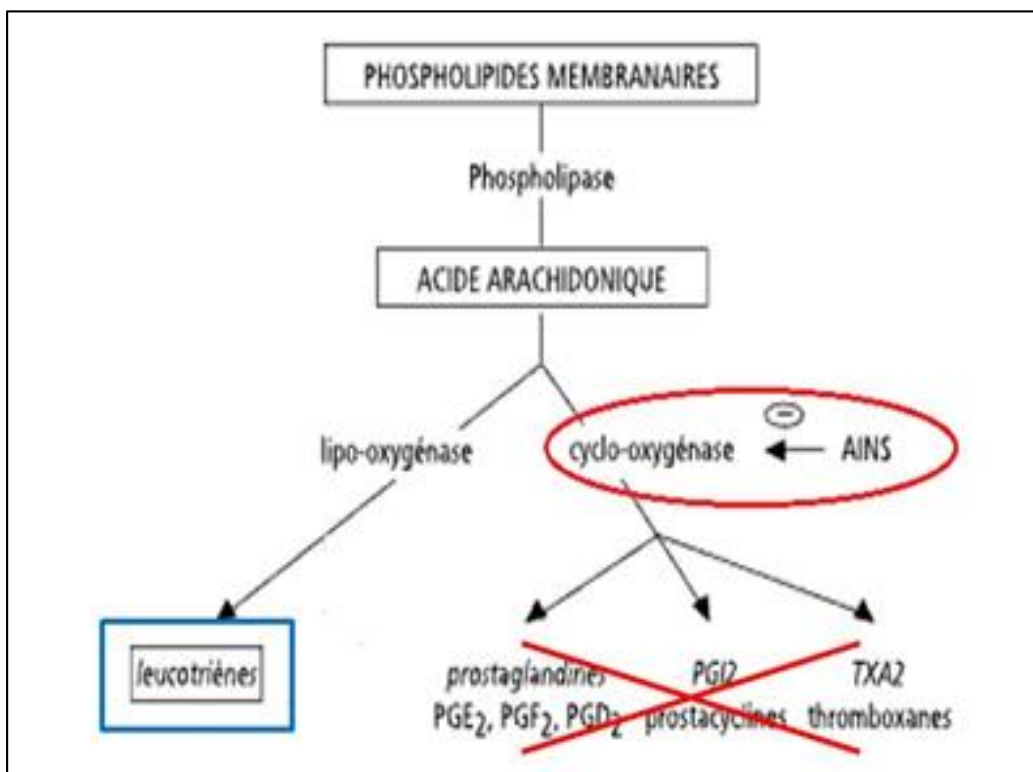 PHOSPHOLIPIDES MEMBRANAIRES
Phospholipase
ACIDE ARACHIDONIQUE
lipo-oxygénase
cyclo-oxygénase
AINS
leucotriènes
prostaglandines PGI2 TXA2
PGE2, PGF2, PGD2 prostacyclines thromboxanes